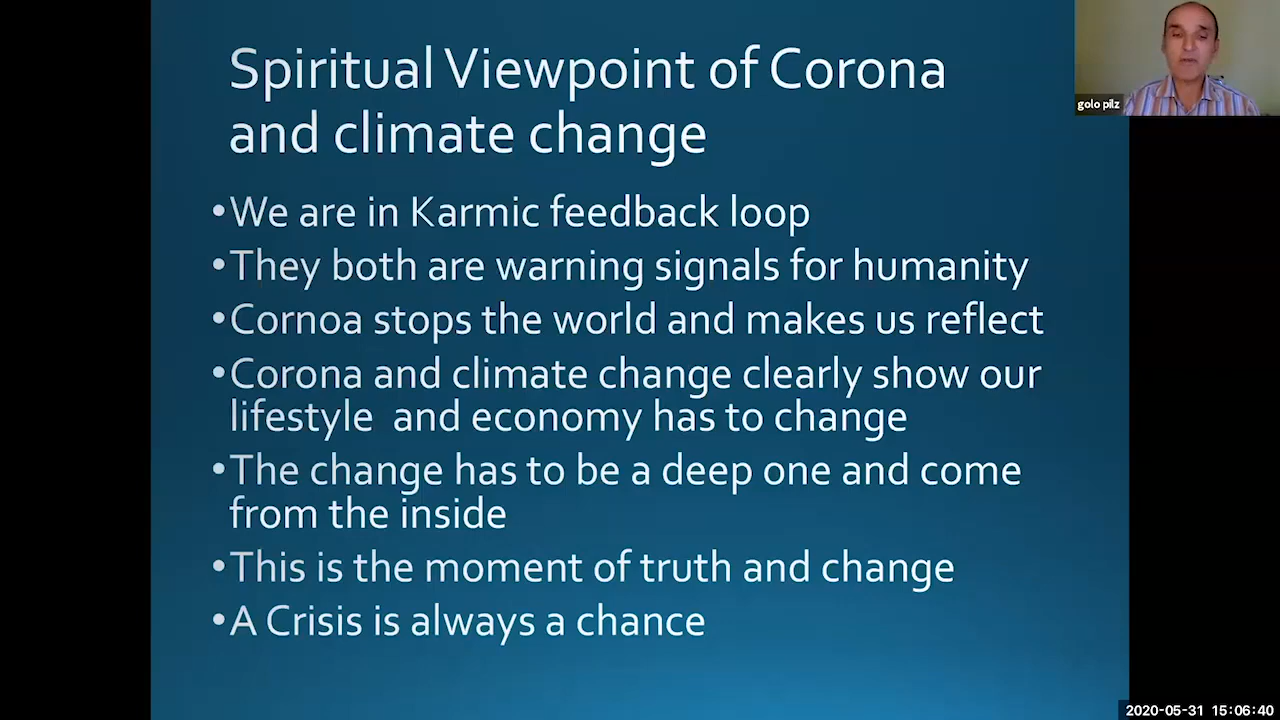 Spiritual Viewpoint of Corona
and climate change
•We are in Karmic feedback loop
•They both are warning signals for humanity
•Cornoa stops the world and makes us reflect
•Corona and climate change clearly show our
lifestyle  and economy has to change
•The change has to be a deep one and come
from the inside
•This is the moment of truth and change
•A Crisis is always a chance
golo pilz
2020-05-31 15:06:40